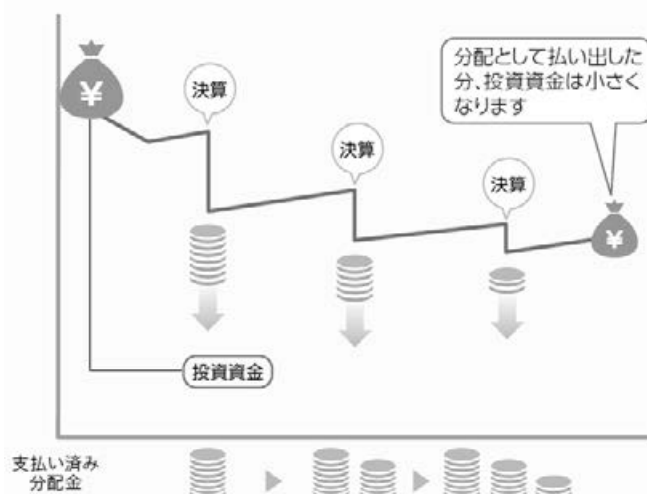 ¥
決算
決算
決算
分配として払い出した
分、投資資金は小さく
なります
¥
投資資金
支払い済み
分配金